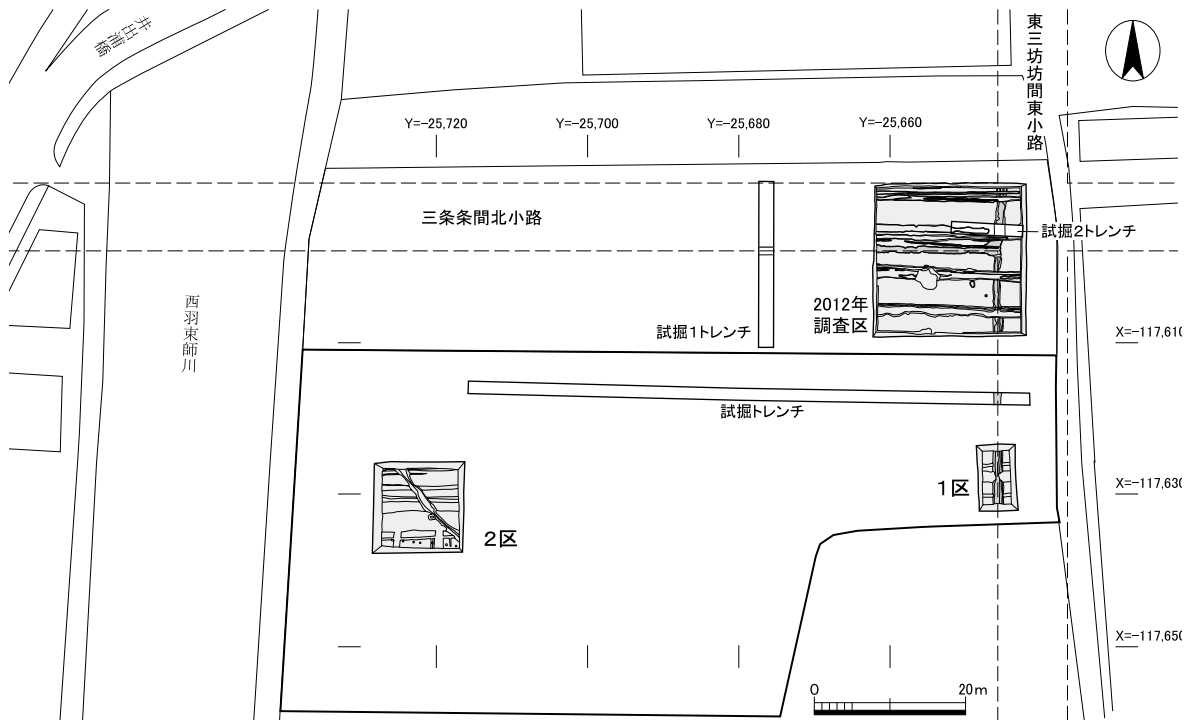 井出浦橋
東三坊坊間東小路
Y=-25,720
Y=-25,700
Y=-25,680
Y=-25,660
三条条間北小路
試掘2トレンチ
西羽束師川
2012年
調査区
試掘1トレンチ
X=-117,610
試掘トレンチ
1区
X=-117,630
2区
X=-117,650
0
20m